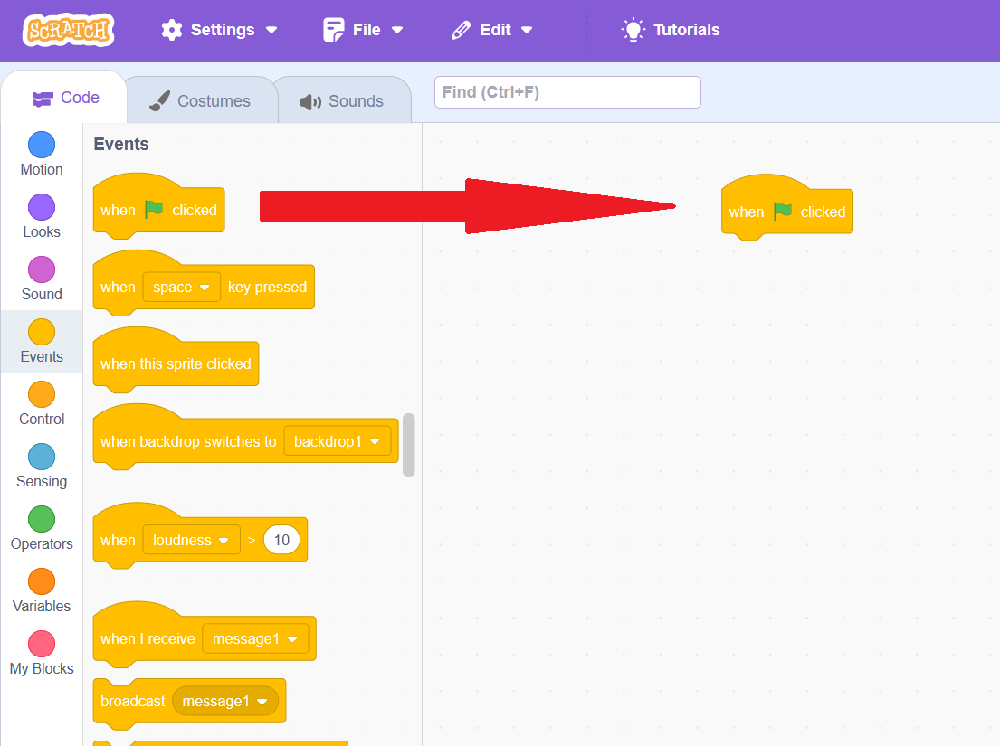 SCRATCH Settings File Edit Tutorials
Code Costumes Sounds Find (Ctrl+F)
Motion
Looks
Sound
Events
Control
Sensing
Operators
Variables
My Blocks
Events
when clicked
when space key pressed
when this sprite clicked
when backdrop switches to backdrop1
when loudness > 10
when I receive message1
broadcast message1
when clicked